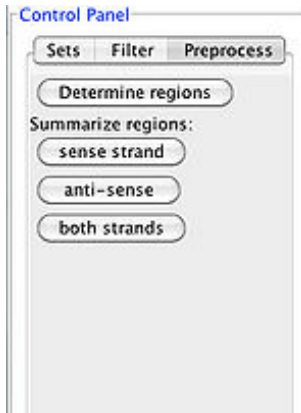 Control Panel
Sets Filter Preprocess
Determine regions
Summarize regions:
sense strand
anti-sense
both strands